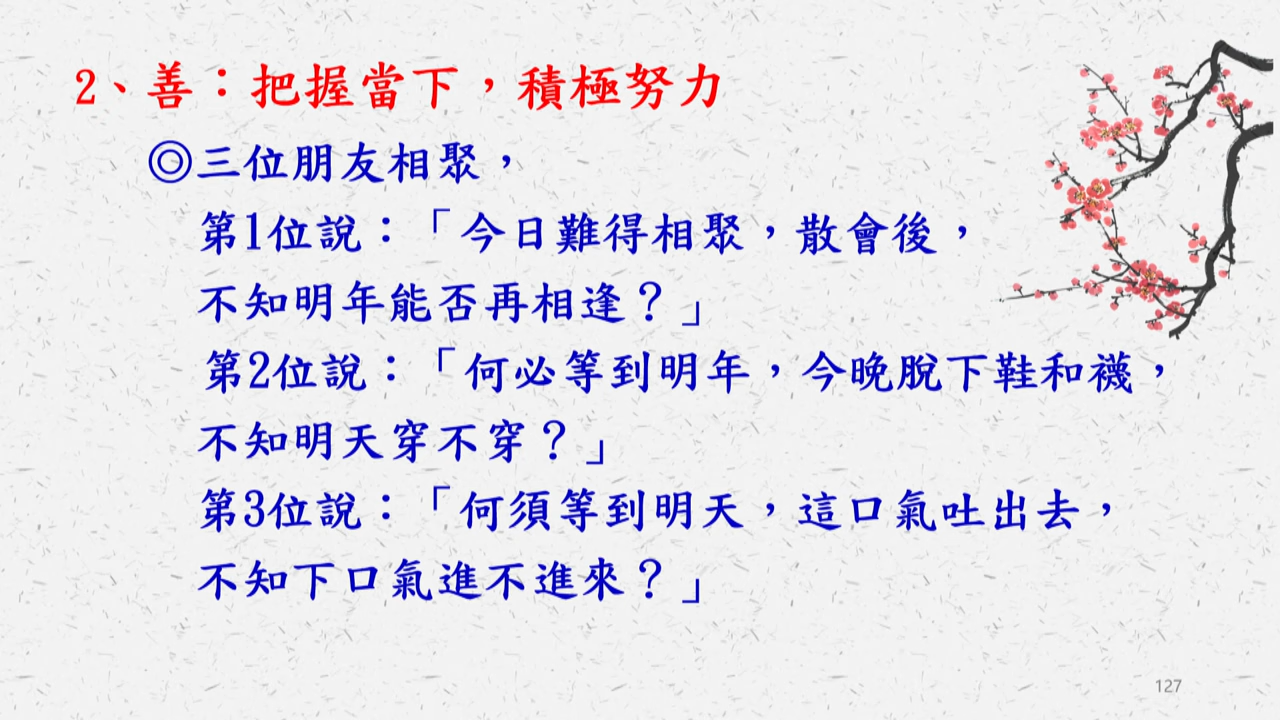 2、善：把握當下，積極努力
◎三位朋友相聚，
第1位說：「今日難得相聚，散會後，
不知明年能否再相逢？」
第2位說：「何必等到明年，今晚脫下鞋和襪，
不知明天穿不穿？」
第3位說：「何須等到明天，這口氣吐出去，
不知下口氣進不進來？」
127